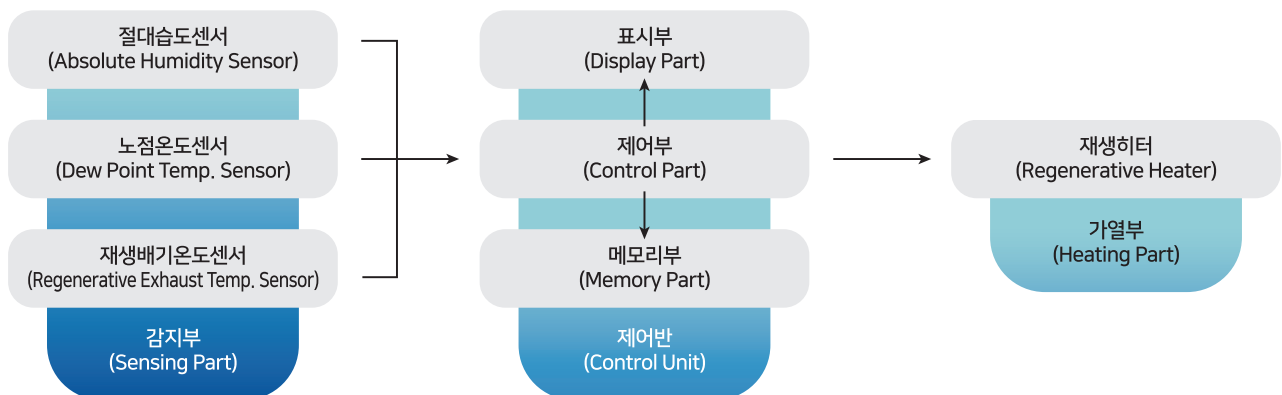 절대습도센서
(Absolute Humidity Sensor)
노점온도센서
(Dew Point Temp. Sensor)
재생배기온도센서
(Regenerative Exhaust Temp. Sensor)
감지부
(Sensing Part)
표시부
(Display Part)
제어부
(Control Part)
메모리부
(Memory Part)
제어반
(Control Unit)
재생히터
(Regenerative Heater)
가열부
(Heating Part)